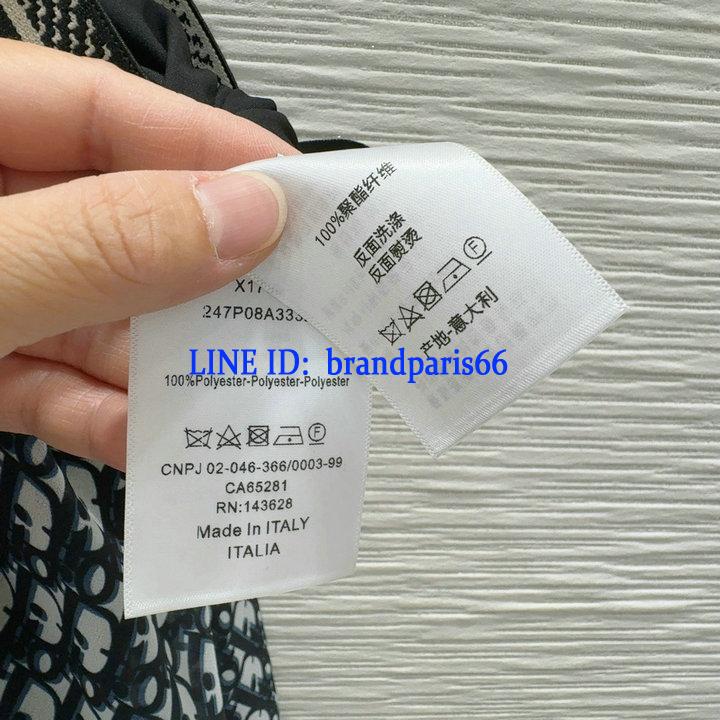 100%聚酯纤维
反面洗涤
反面熨烫
产地-意大利
X17
247P08A333
LINE ID: brandparis66
100%Polyester-Polyester-Polyester
CNPJ 02-046-366/0003-99
CA65281
RN:143628
Made In ITALY
ITALIA